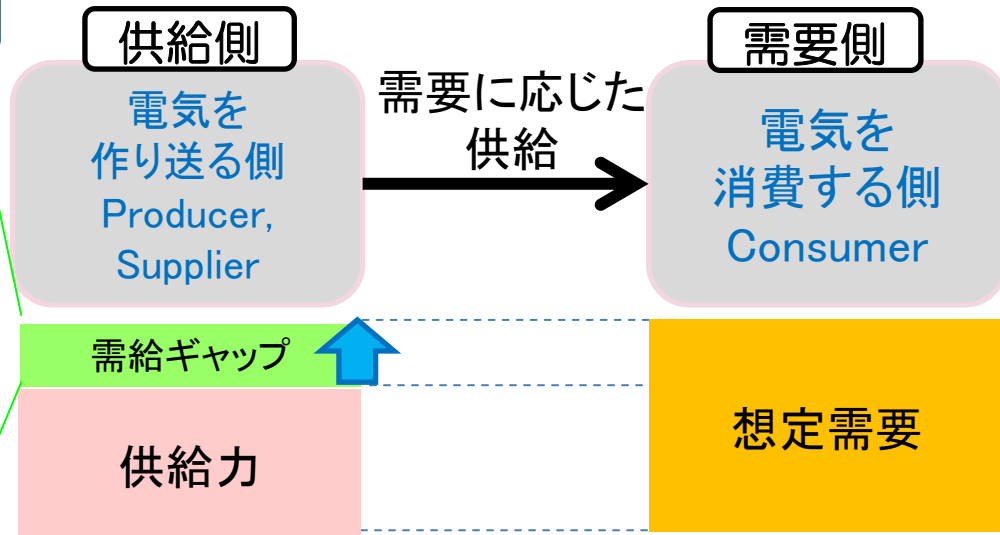 供給側
電気を
作り送る側
Producer,
Supplier
需要に応じた
供給
需要側
電気を
消費する側
Consumer
需給ギャップ
供給力
想定需要